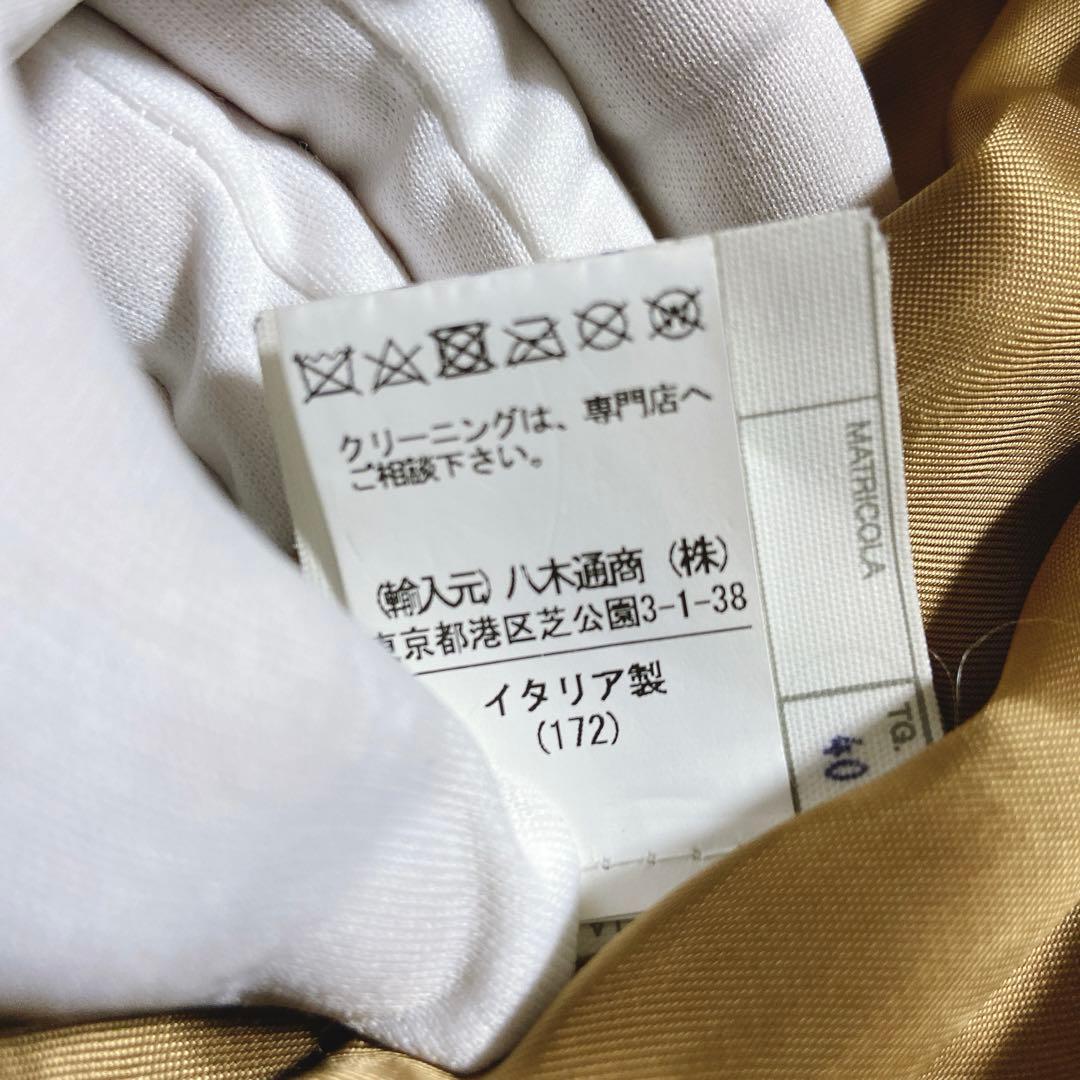 クリーニングは、専門店へ
ご相談下さい。
(輸入元) 八木通商 (株)
東京都港区芝公園3-1-38
イタリア製
(172)
MATRICOLA
TG.
40